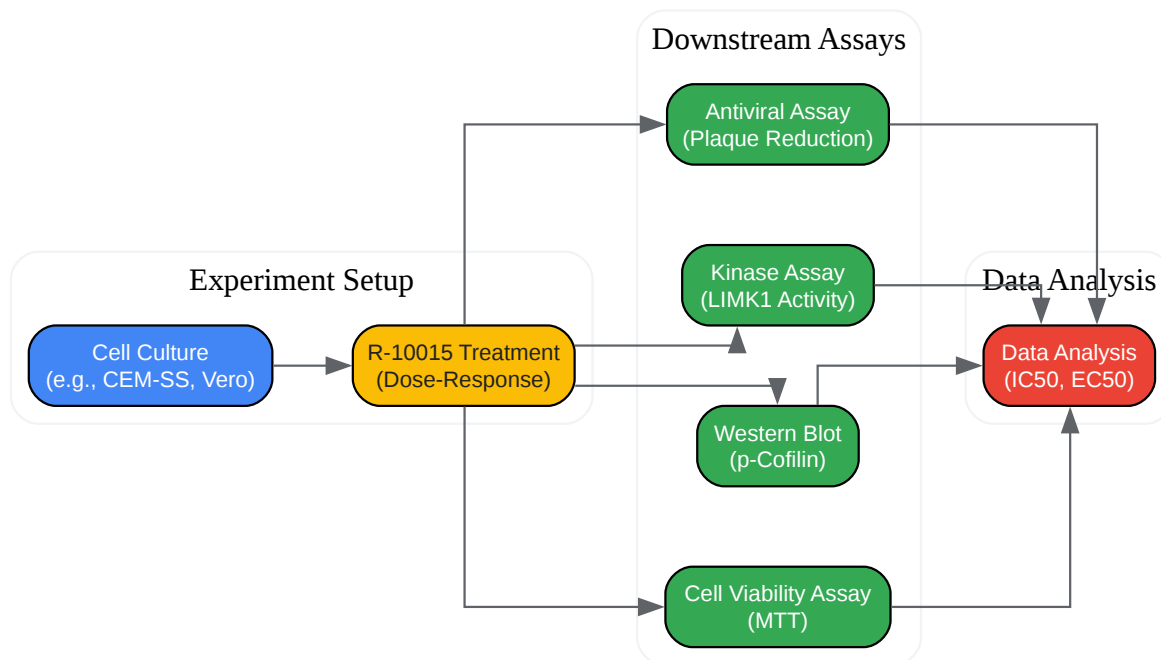 Downstream Assays
Antiviral Assay
(Plaque Reduction)
Experiment Setup
Kinase Assay
(LIMK1 Activity)
Data Analysis
Cell Culture
(e.g., CEM-SS, Vero)
R-10015 Treatment
(Dose-Response)
Data Analysis
(IC50, EC50)
Western Blot
(p-Cofilin)
Cell Viability Assay
(MTT)